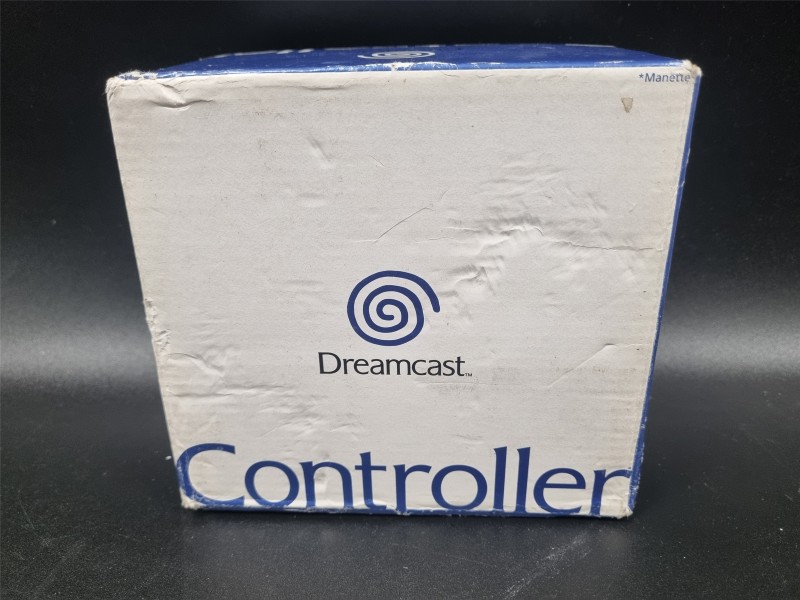 *Manette
Dreamcast™
Controller